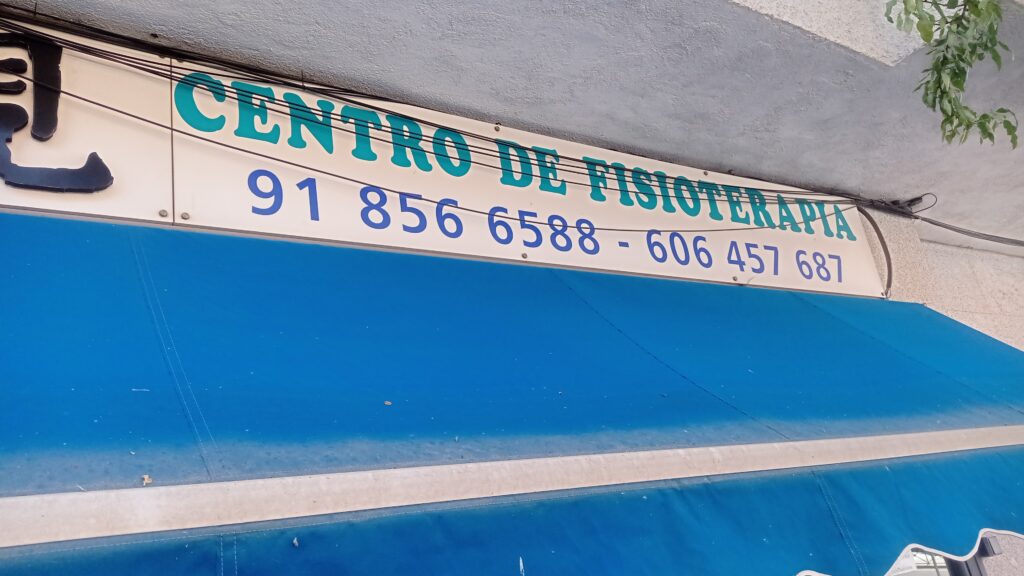 CENTRO DE FISIOTERAPIA
91 856 6588 - 606 457 687